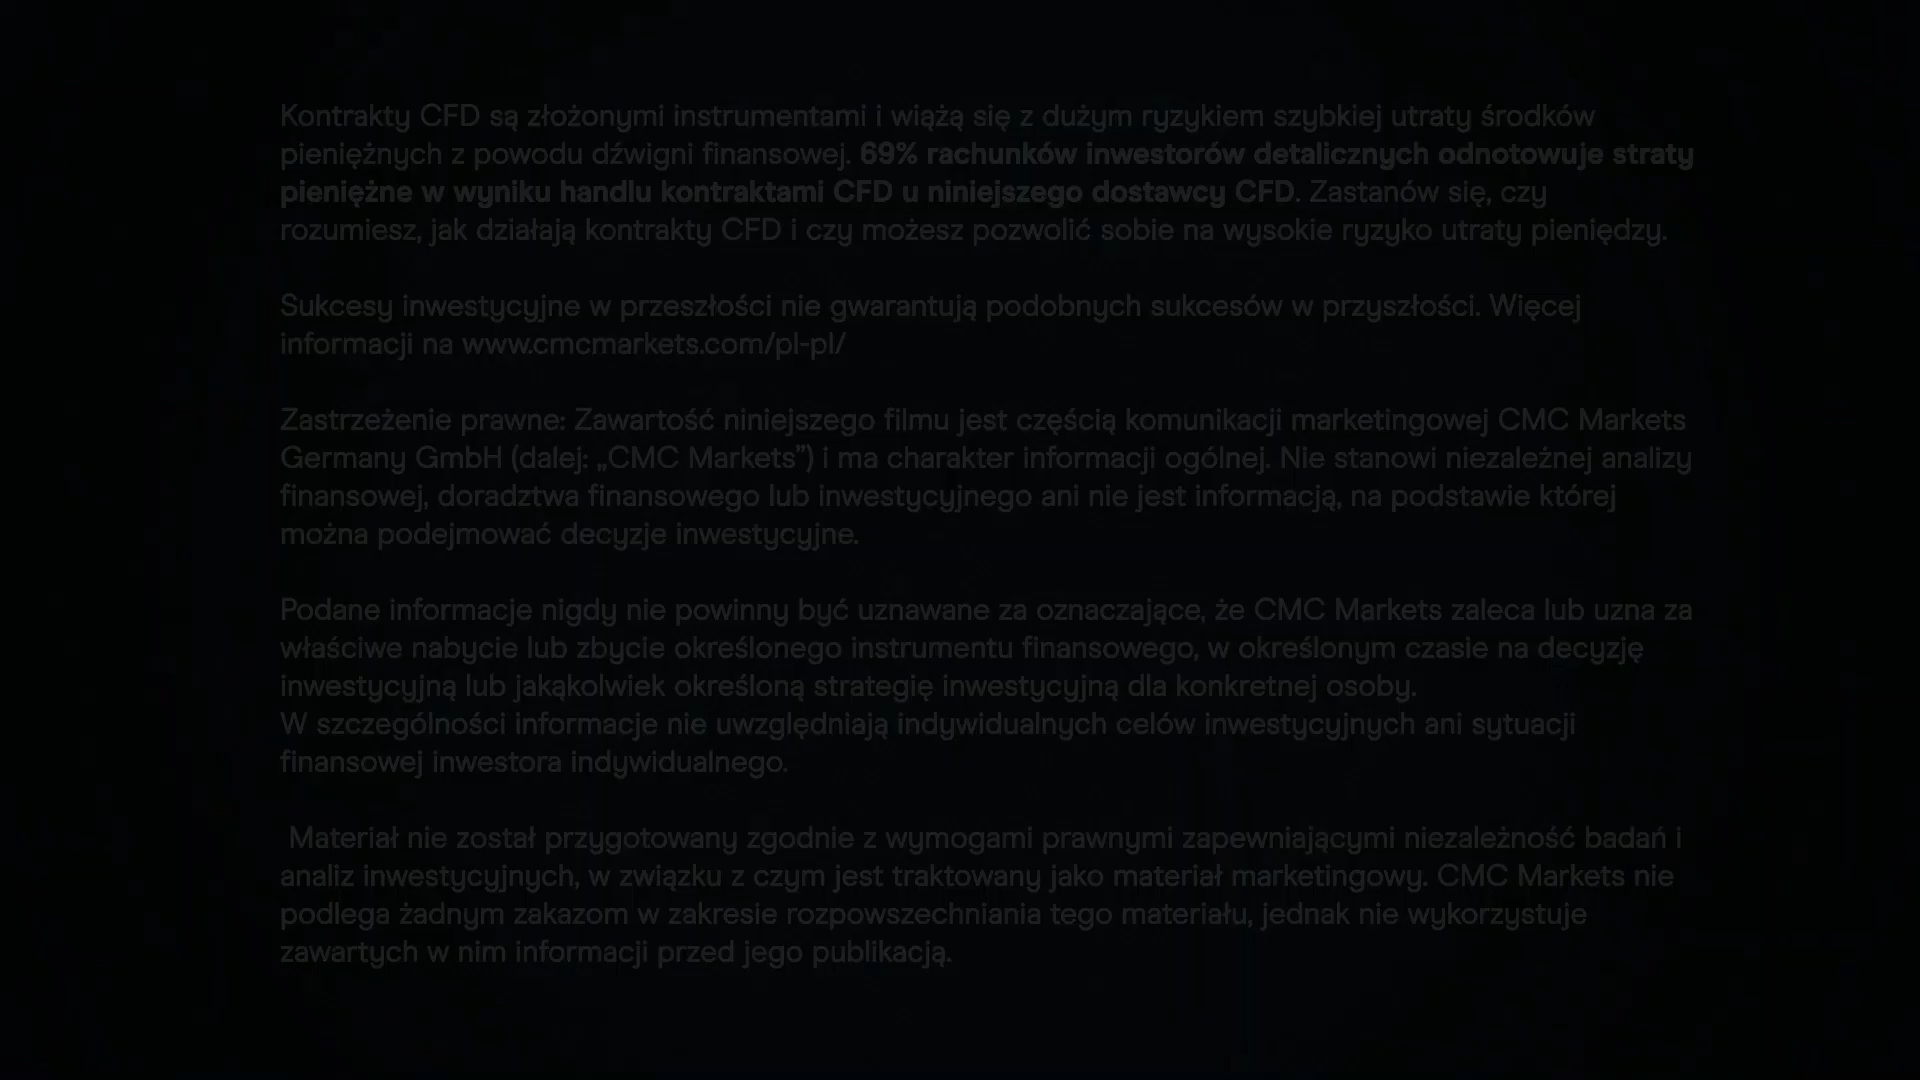 Kontrakty CFD są złożonymi instrumentami i wiążą się z dużym ryzykiem szybkiej utraty środków
pieniężnych z powodu dźwigni finansowej. 69% rachunków inwestorów detalicznych odnotowuje straty
pieniężne w wyniku handlu kontraktami CFD u niniejszego dostawcy CFD. Zastanów się, czy
rozumiesz, jak działają kontrakty CFD i czy możesz pozwolić sobie na wysokie ryzyko utraty pieniędzy.
Sukcesy inwestycyjne w przeszłości nie gwarantują podobnych sukcesów w przyszłości. Więcej
informacji na www.cmcmarkets.com/pl-pl/
Zastrzeżenie prawne: Zawartość niniejszego filmu jest częścią komunikacji marketingowej CMC Markets
Germany GmbH (dalej: „CMC Markets”) i ma charakter informacji ogólnej. Nie stanowi niezależnej analizy
finansowej, doradztwa finansowego lub inwestycyjnego ani nie jest informacją, na podstawie której
można podejmować decyzje inwestycyjne.
Podane informacje nigdy nie powinny być uznawane za oznaczające, że CMC Markets zaleca lub uzna za
właściwe nabycie lub zbycie określonego instrumentu finansowego, w określonym czasie na decyzję
inwestycyjną lub jakąkolwiek określoną strategię inwestycyjną dla konkretnej osoby.
W szczególności informacje nie uwzględniają indywidualnych celów inwestycyjnych ani sytuacji
finansowej inwestora indywidualnego.
Materiał nie został przygotowany zgodnie z wymogami prawnymi zapewniającymi niezależność badań i
analiz inwestycyjnych, w związku z czym jest traktowany jako materiał marketingowy. CMC Markets nie
podlega żadnym zakazom w zakresie rozpowszechniania tego materiału, jednak nie wykorzystuje
zawartych w nim informacji przed jego publikacją.